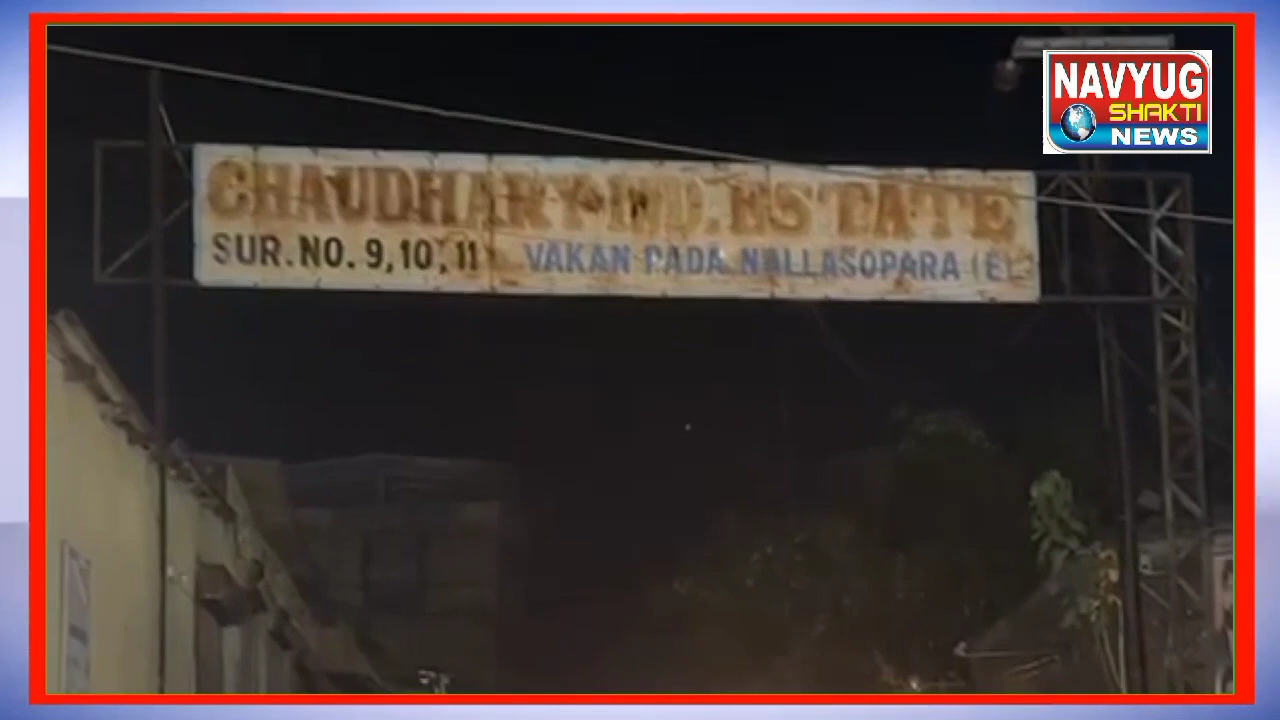 NAVYUG
SHAKTI
NEWS
CHAUDHARY IND. ESTATE
SUR. NO. 9, 10, 11 VAKAN PADA NALLASOPARA (E)